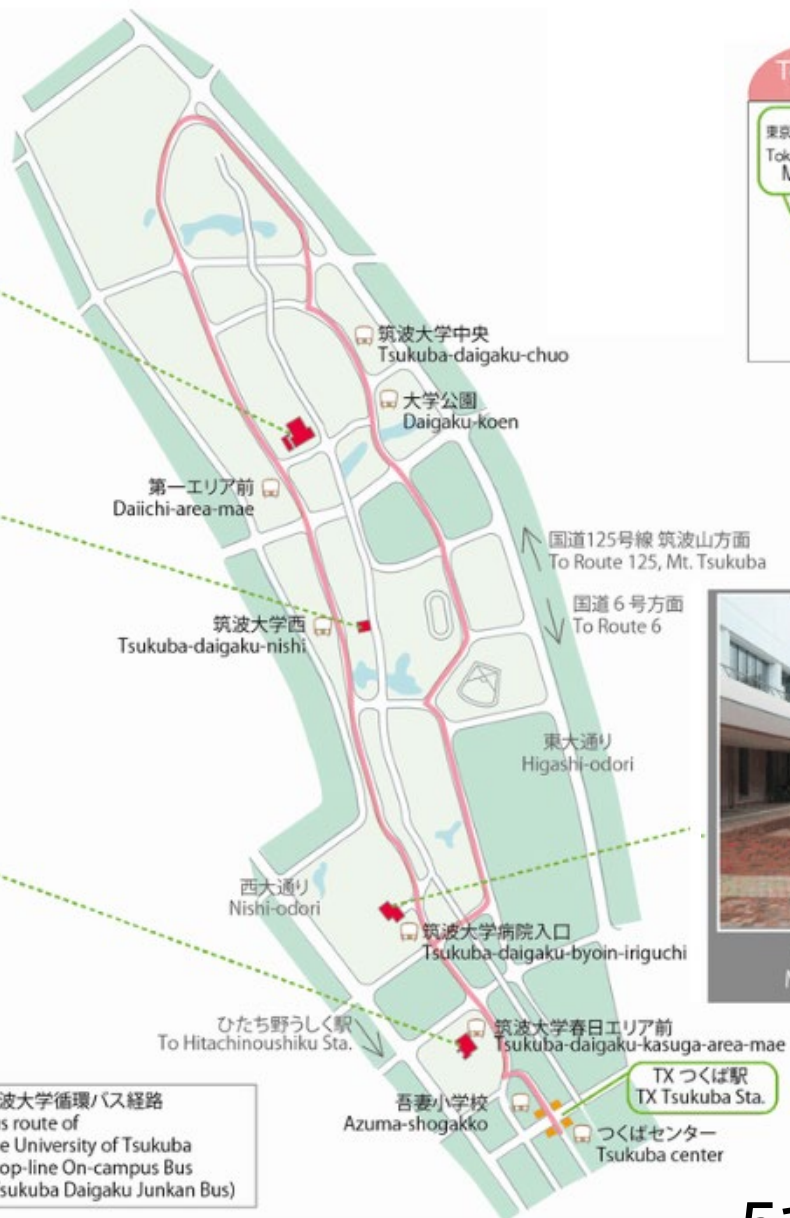 筑波大学中央
Tsukuba-daigaku-chuo
大学公園
Daigaku-koen
第一エリア前
Daiichi-area-mae
国道125号線 筑波山方面
To Route 125, Mt. Tsukuba
国道6号方面
To Route 6
筑波大学西
Tsukuba-daigaku-nishi
東大通り
Higashi-odori
西大通り
Nishi-odori
筑波大学病院入口
Tsukuba-daigaku-byoin-iriguchi
ひたち野うしく駅
To Hitachinoushiku Sta.
筑波大学春日エリア前
Tsukuba-daigaku-kasuga-area-mae
TX つくば駅
TX Tsukuba Sta.
吾妻小学校
Azuma-shogakko
つくばセンター
Tsukuba center
波大学循環バス経路
s route of
e University of Tsukuba
op-line On-campus Bus
sukuba Daigaku Junkan Bus)